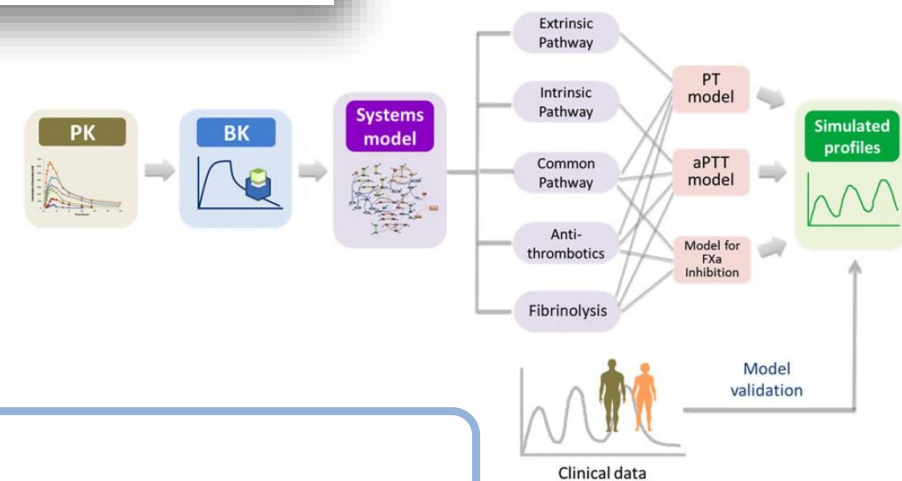 PK
BK
Systems
model
Extrinsic
Pathway
Intrinsic
Pathway
Common
Pathway
Anti-
thrombotics
Fibrinolysis
PT
model
aPTT
model
Model for
FXa
Inhibition
Simulated
profiles
Model
validation
Clinical data